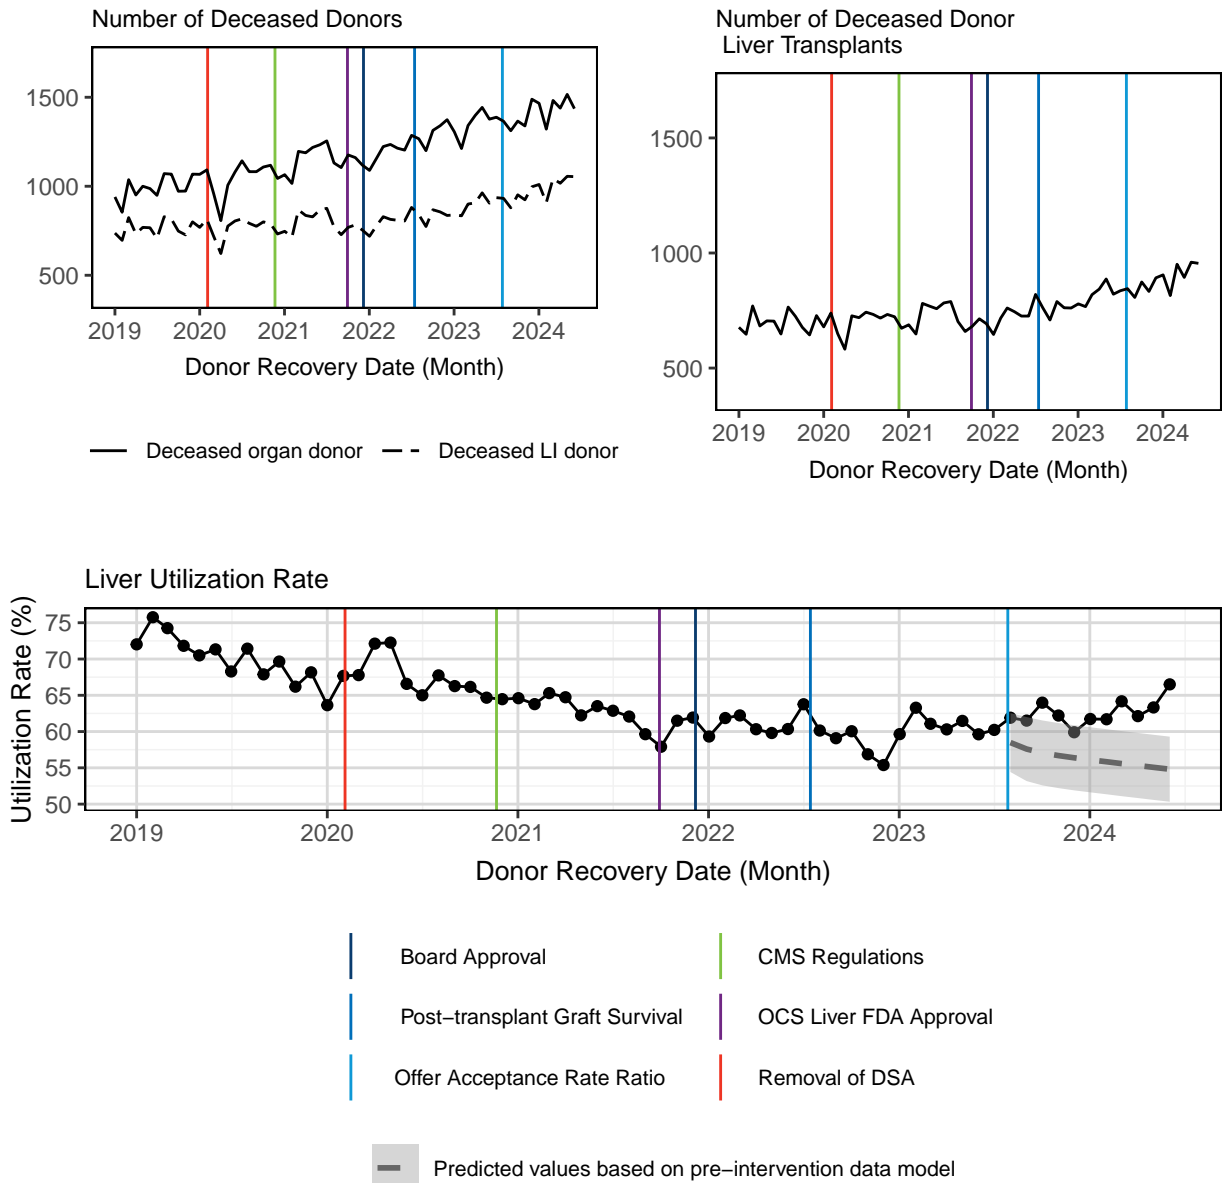 Number of Deceased Donors
1500
1000
500
2019 2020 2021 2022 2023 2024
Donor Recovery Date (Month)
Deceased organ donor Deceased LI donor
Number of Deceased Donor
Liver Transplants
1500
1000
500
2019 2020 2021 2022 2023 2024
Donor Recovery Date (Month)
Liver Utilization Rate
Utilization Rate (%)
75
70
65
60
55
50
2019 2020 2021 2022 2023 2024
Donor Recovery Date (Month)
Board Approval
Post−transplant Graft Survival
Offer Acceptance Rate Ratio
CMS Regulations
OCS Liver FDA Approval
Removal of DSA
Predicted values based on pre−intervention data model